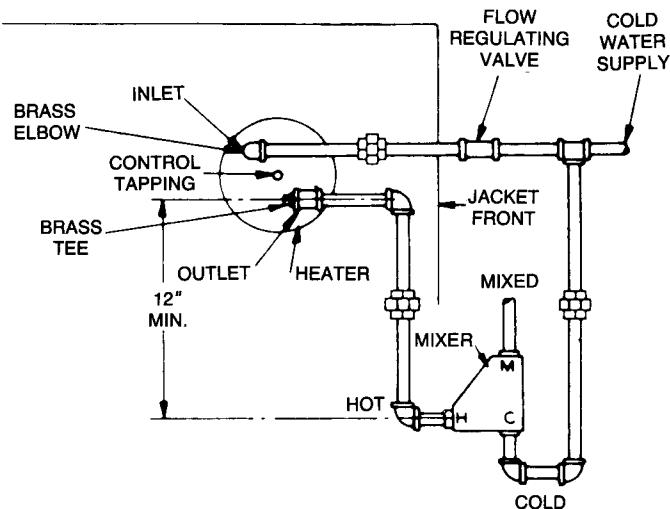 FLOW
REGULATING
VALVE
COLD
WATER
SUPPLY
INLET
BRASS
ELBOW
CONTROL
TAPPING
BRASS
TEE
OUTLET
HEATER
JACKET
FRONT
12"
MIN.
MIXED
MIXER
M
HOT
H
C
COLD